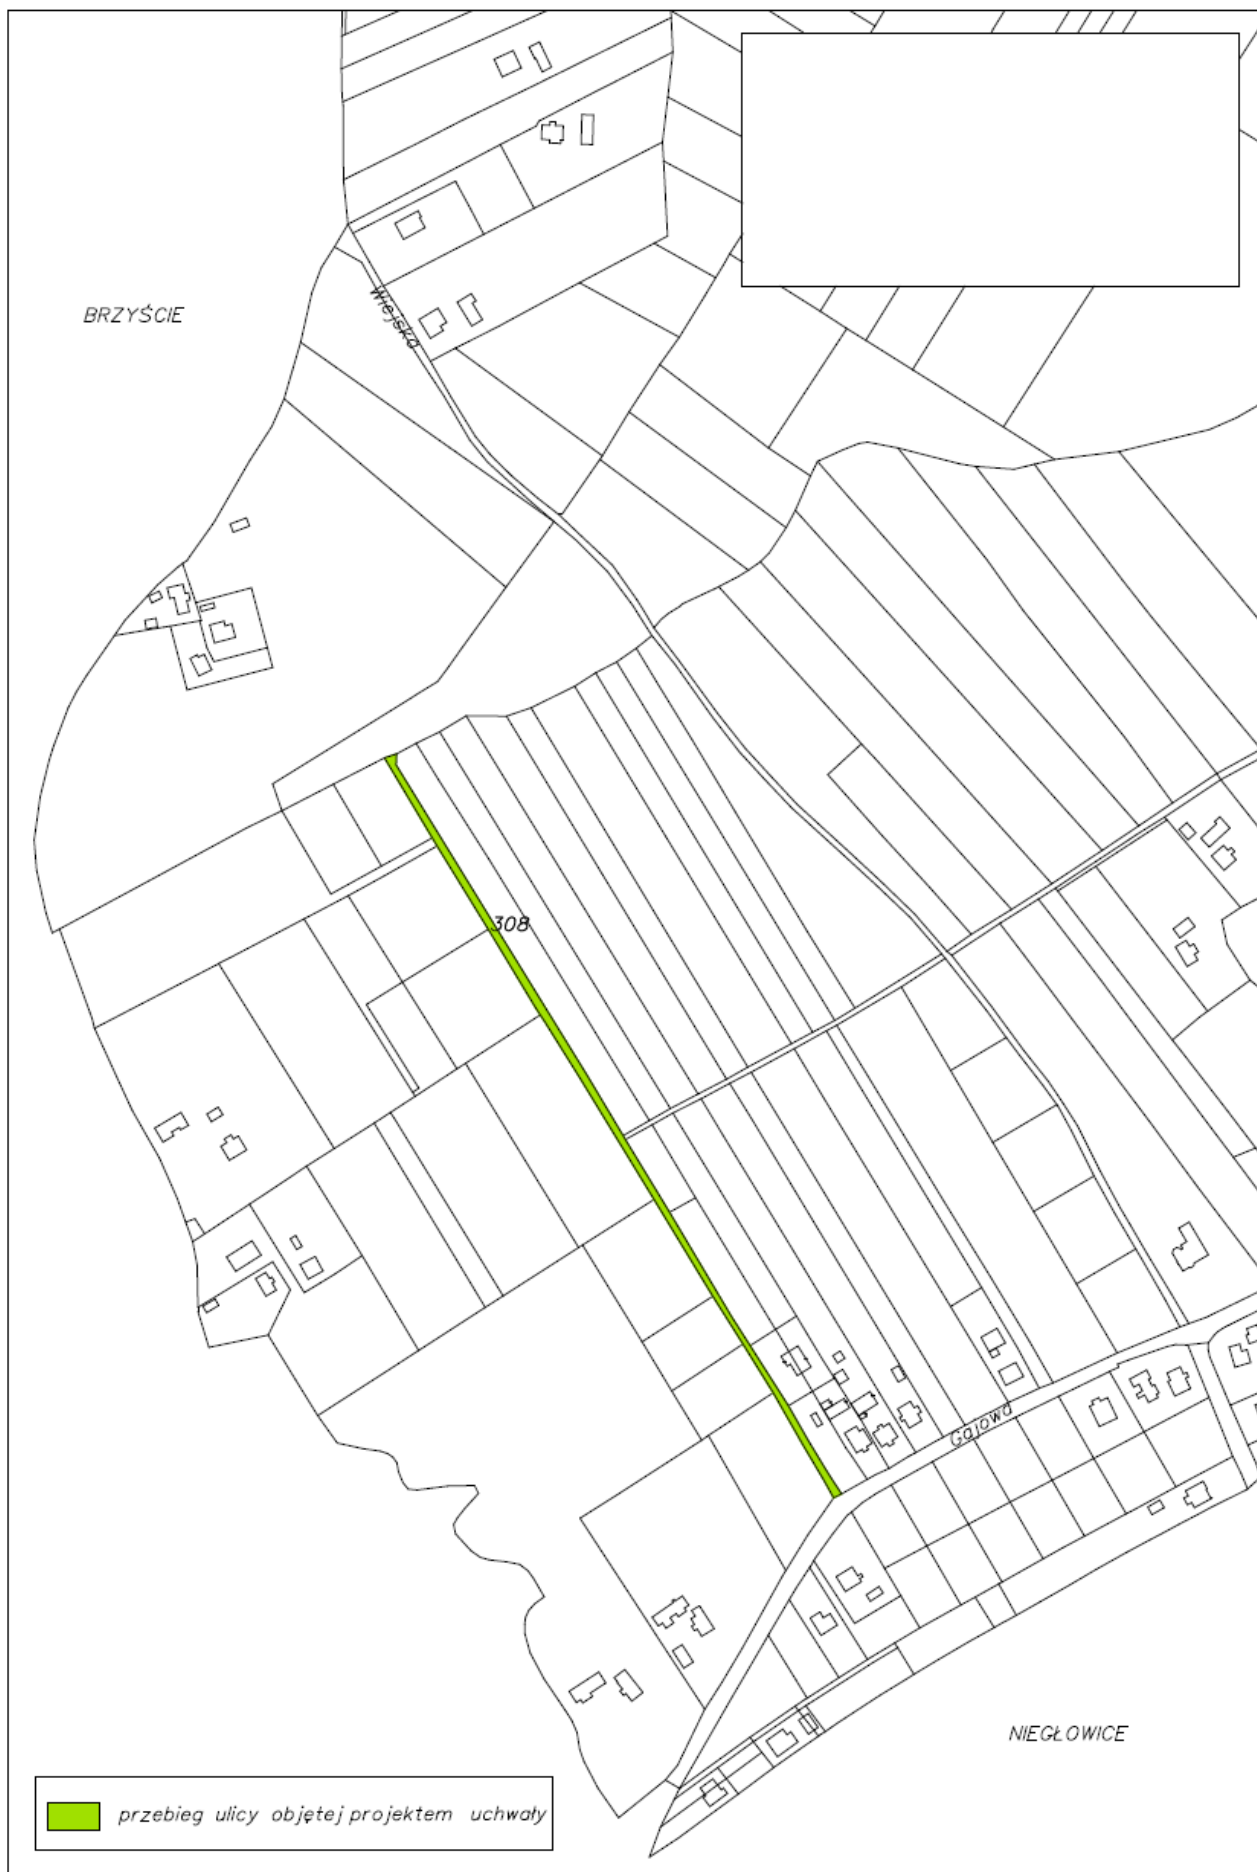 BRZYŚCIE
Wiejska
308
Gajowa
NIEGŁOWICE
przebieg ulicy objętej projektem uchwały